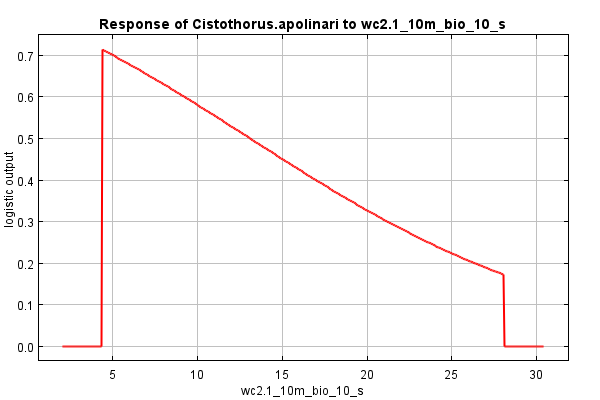 Response of Cistothorus.apolinari to wc2.1_10m_bio_10_s
logistic output
0.7
0.6
0.5
0.4
0.3
0.2
0.1
0.0
5 10 15 20 25 30
wc2.1_10m_bio_10_s